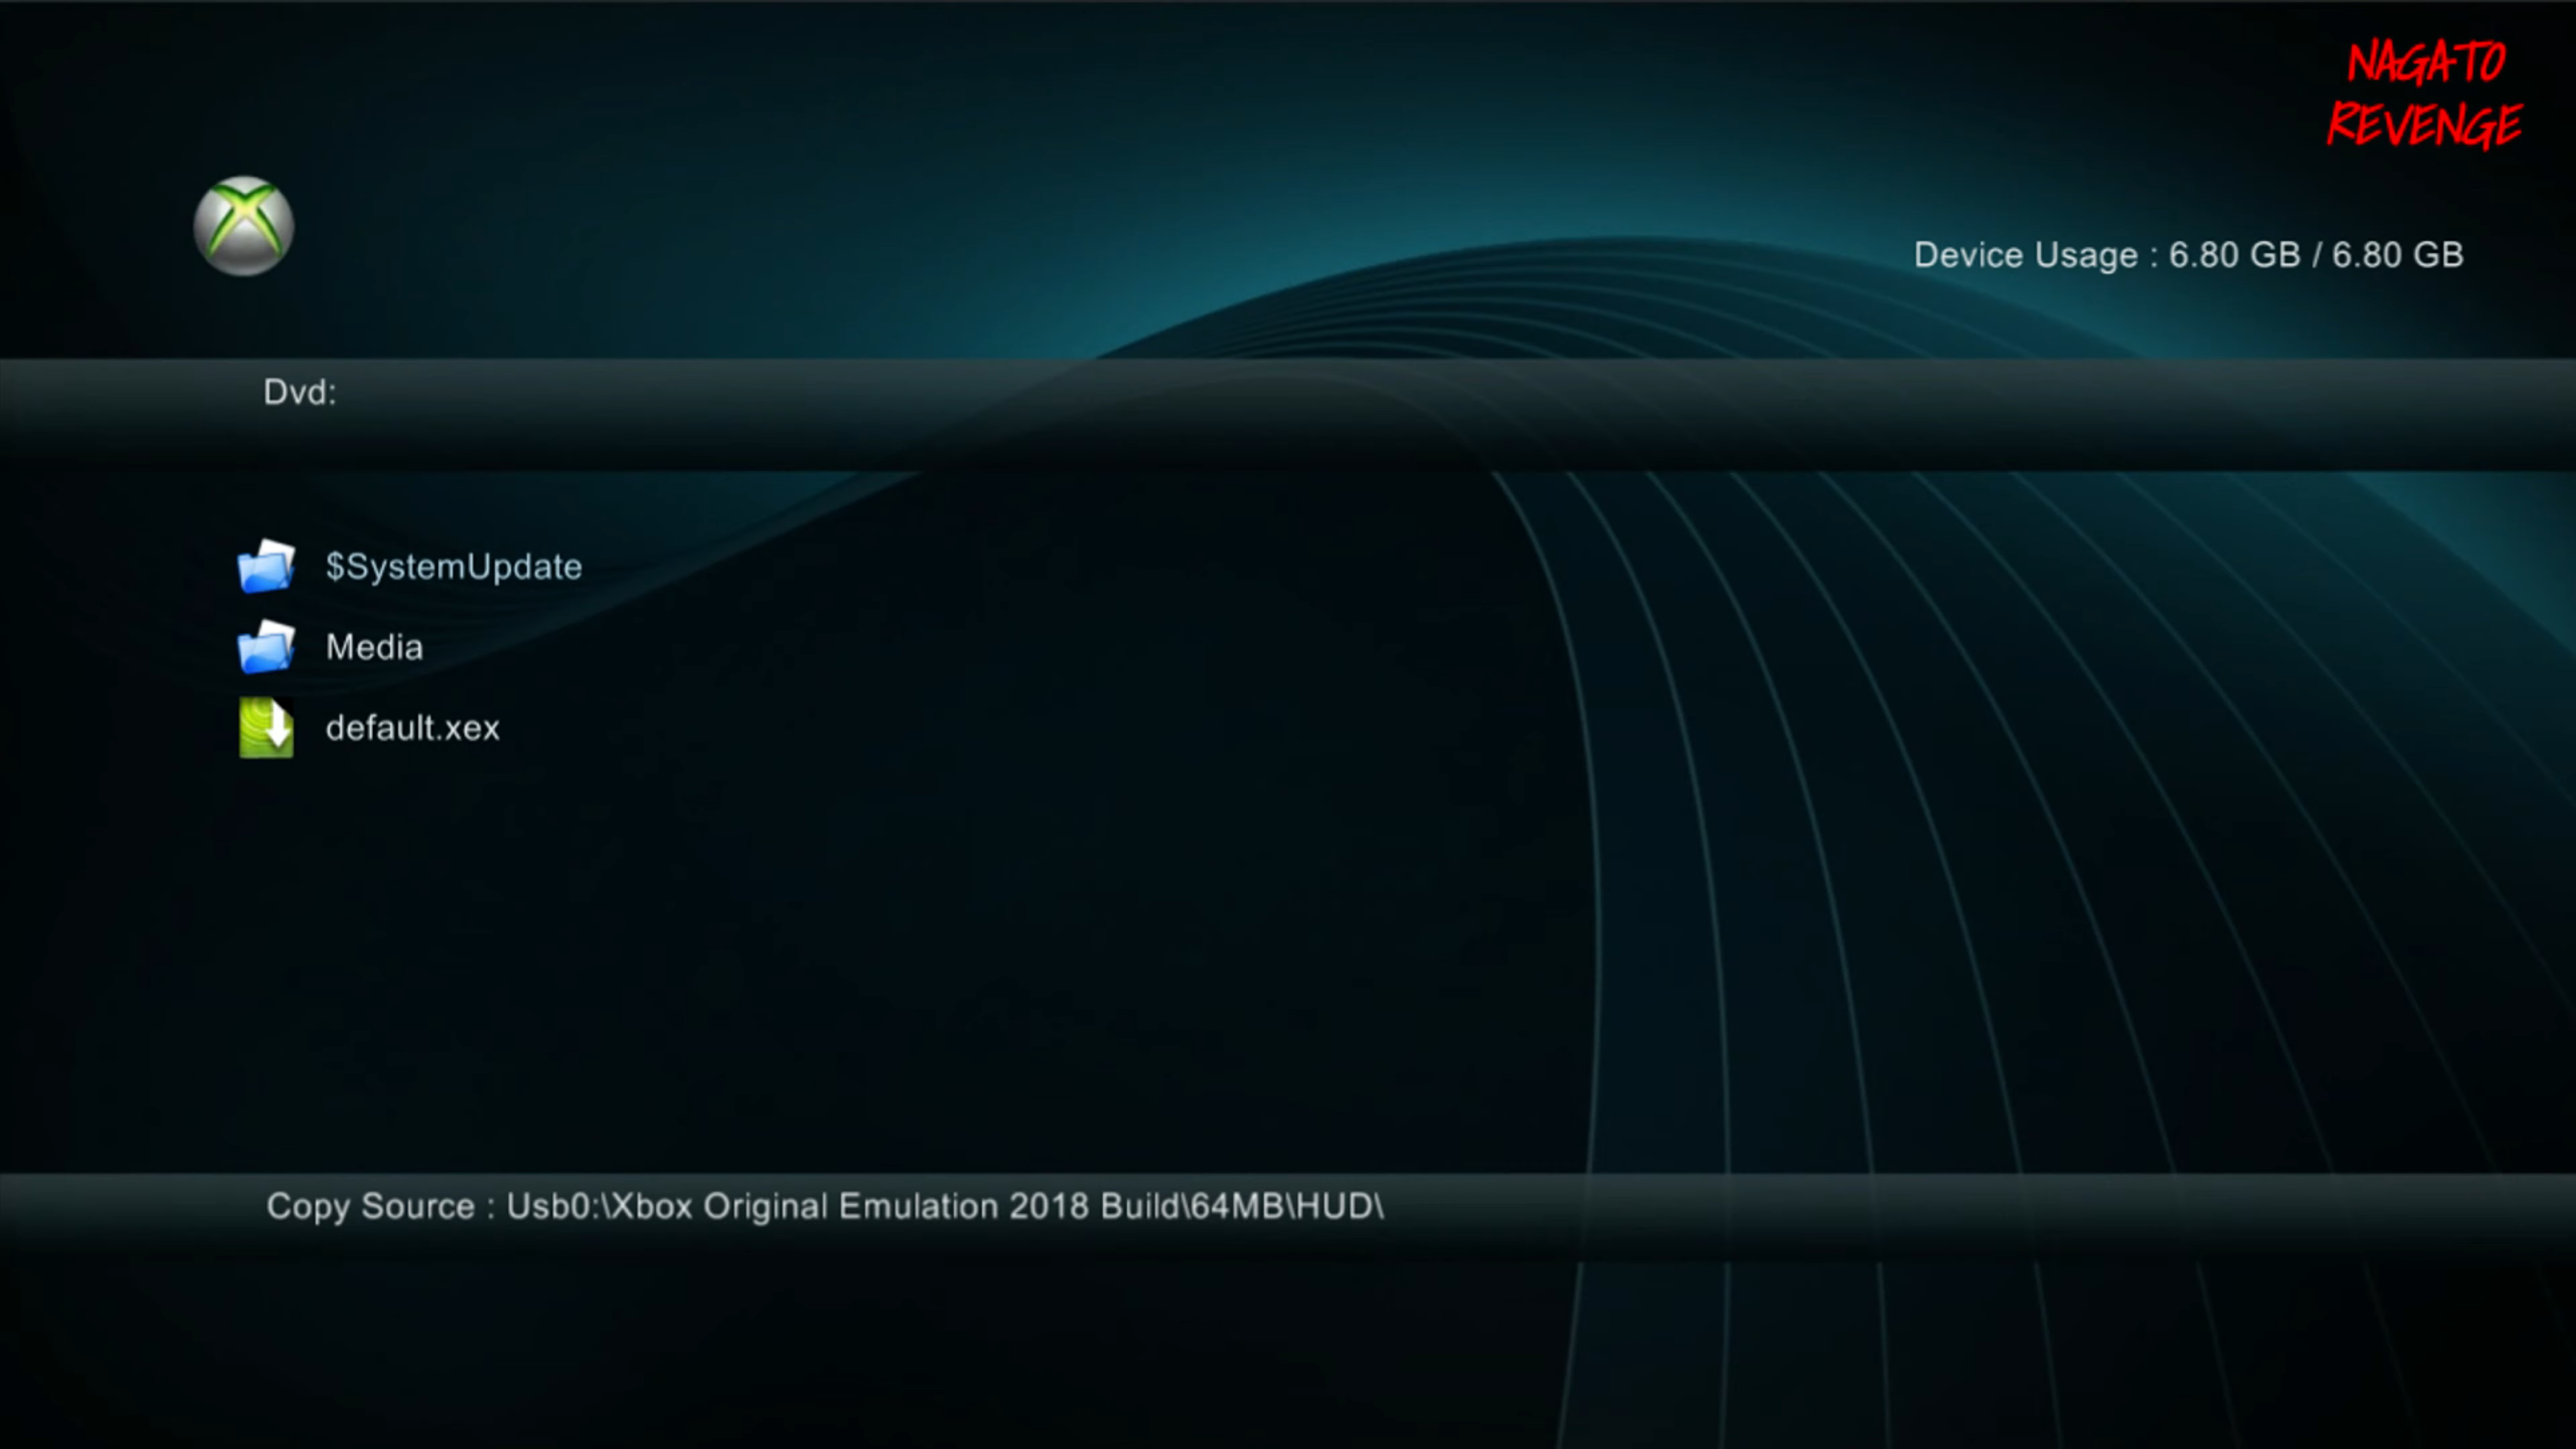 NAGATO
REVENGE
Device Usage : 6.80 GB / 6.80 GB
Dvd:
$SystemUpdate
Media
default.xex
Copy Source : Usb0:\Xbox Original Emulation 2018 Build\64MB\HUD\